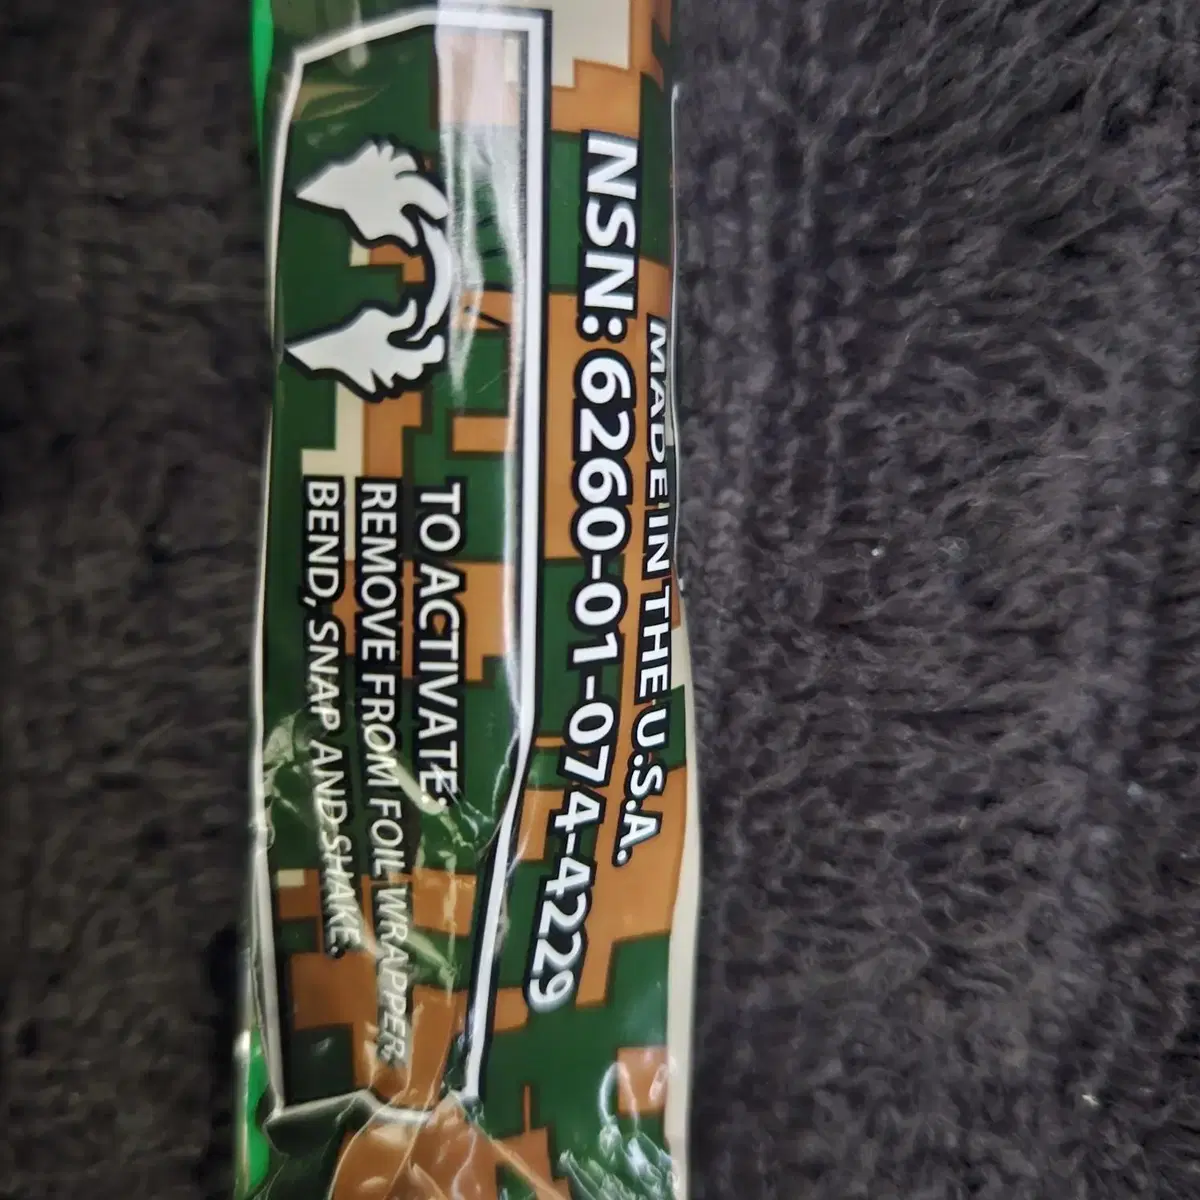 MADE IN THE U.S.A.
NSN: 6260-01-074-4229
TO ACTIVATE:
REMOVE FROM FOIL WRAPPER,
BEND, SNAP AND SHAKE.